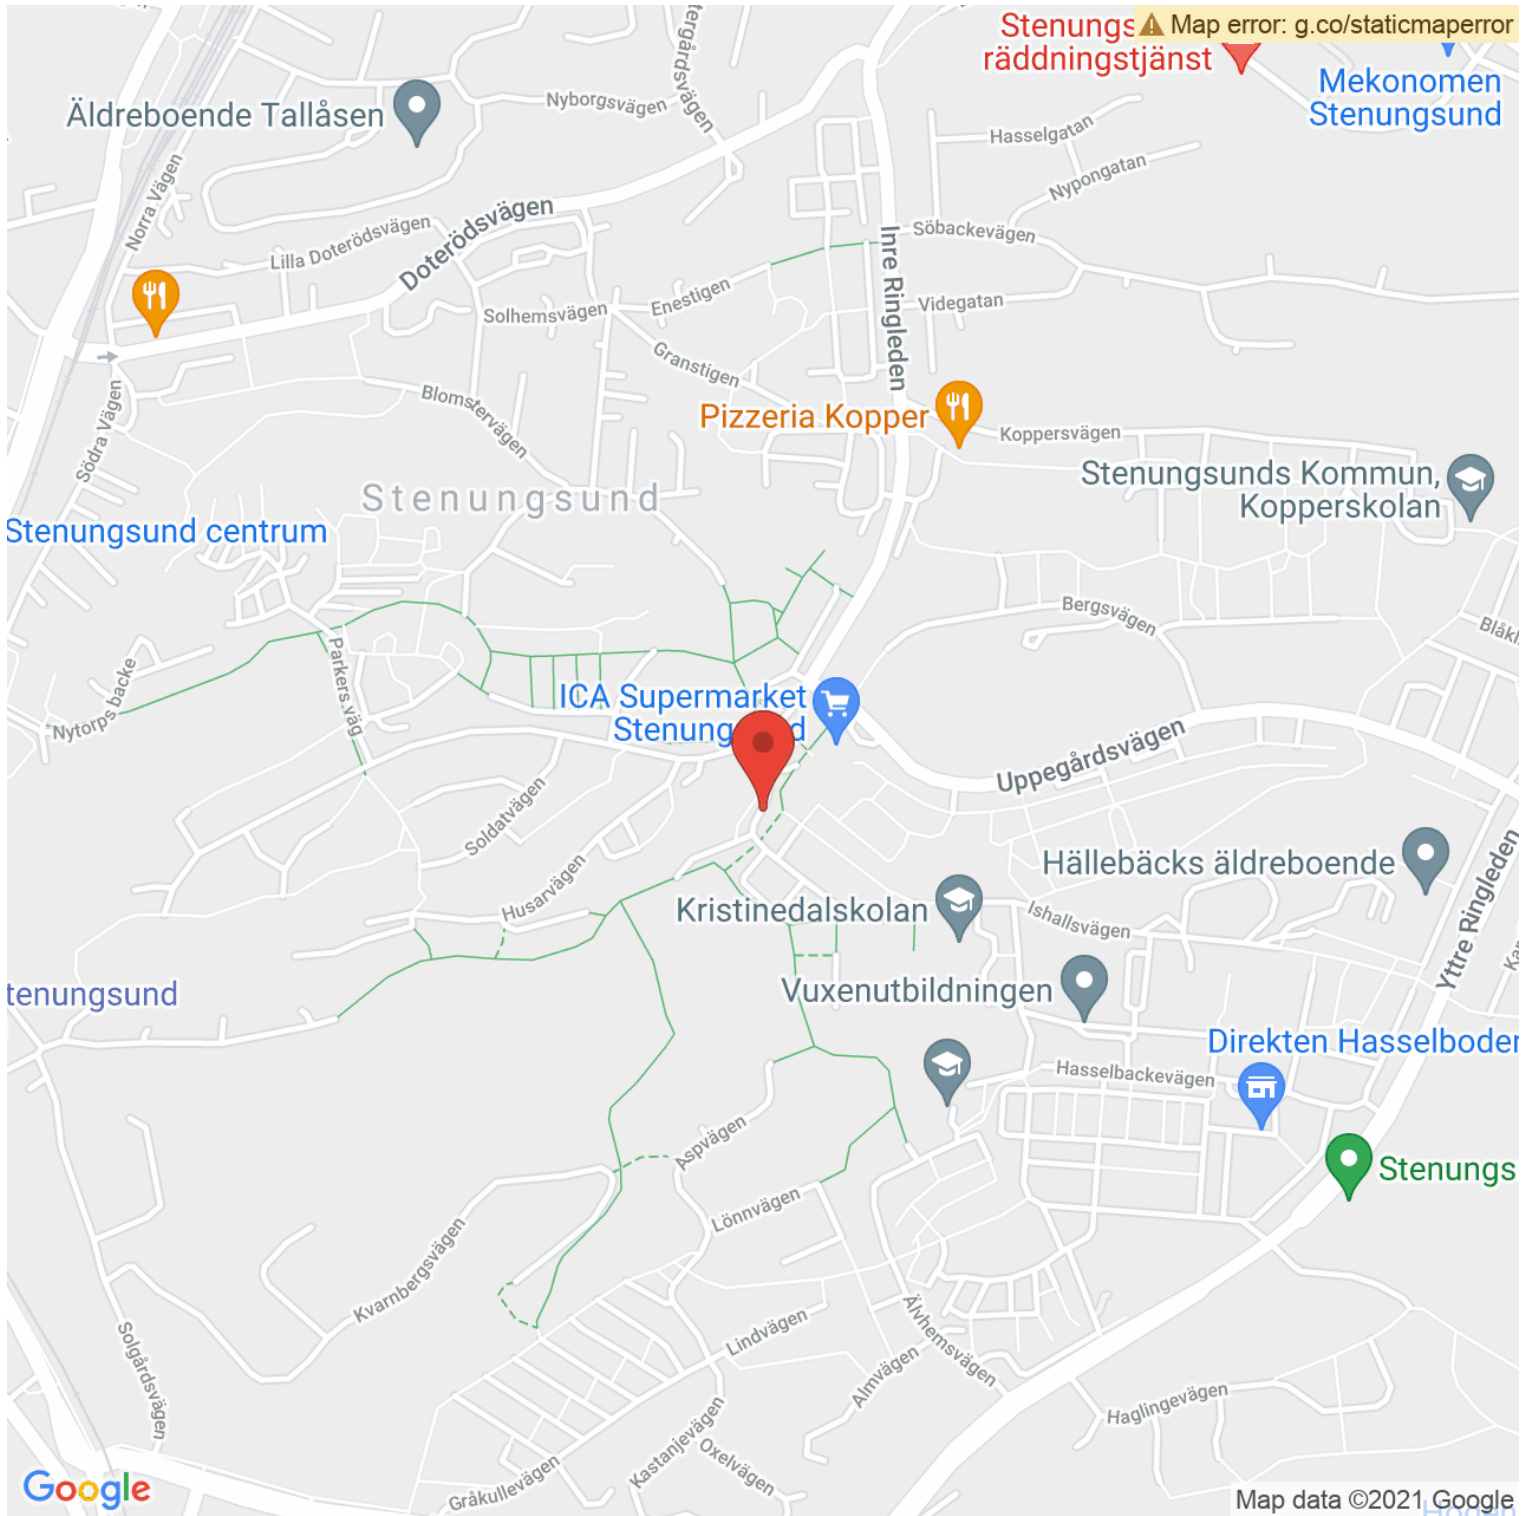 Stenungs
räddningstjänst
Map error: g.co/staticmaperror
Mekonomen
Stenungsund
Äldreboende Tallåsen
Nyborgsvägen
tergårdsvägen
Hasselgatan
Nypongatan
Norra Vägen
Lilla Doterödsvägen
Doterödsvägen
Söbackevägen
Inre Ringleden
Enestigen
Videgatan
Solhemsvägen
Granstigen
Södra Vägen
Blomstervägen
Pizzeria Kopper
Koppersvägen
Stenungsunds Kommun,
Kopperskolan
Stenungsund
Stenungsund centrum
Bergsvägen
Parkers väg
Nytorps backe
ICA Supermarket
Stenungsund
Uppegårdsvägen
Soldatvägen
Husarvägen
Hällebäcks äldreboende
Yttre Ringleden
Kristinedalskolan
Ishallsvägen
tenungsund
Vuxenutbildningen
Direkten Hasselboden
Hasselbackevägen
Aspvägen
Stenungs
Lönnvägen
Kvarnbergsvägen
Solgårdsvägen
Lindvägen
Älvhemsvägen
Almvägen
Haglingevägen
Kastanjevägen
Oxelvägen
Gråkullevägen
Google
Map data ©2021 Google